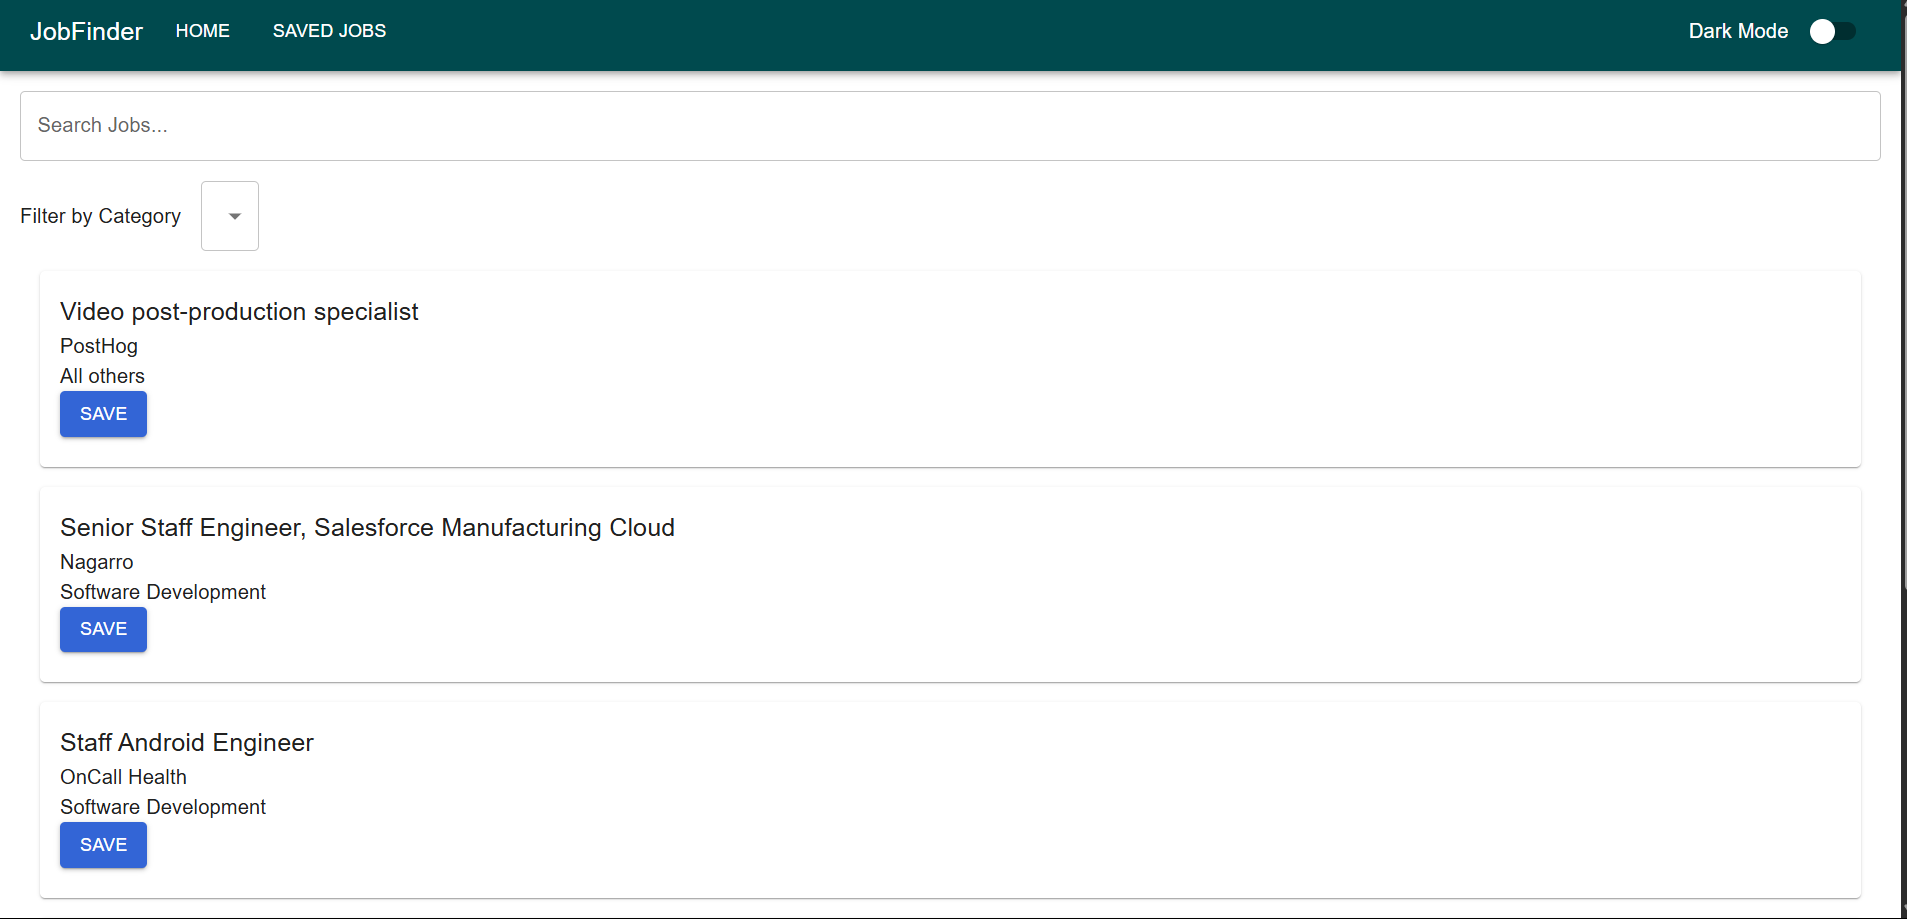 JobFinder HOME SAVED JOBS Dark Mode
Search Jobs...
Filter by Category
Video post-production specialist
PostHog
All others
SAVE
Senior Staff Engineer, Salesforce Manufacturing Cloud
Nagarro
Software Development
SAVE
Staff Android Engineer
OnCall Health
Software Development
SAVE